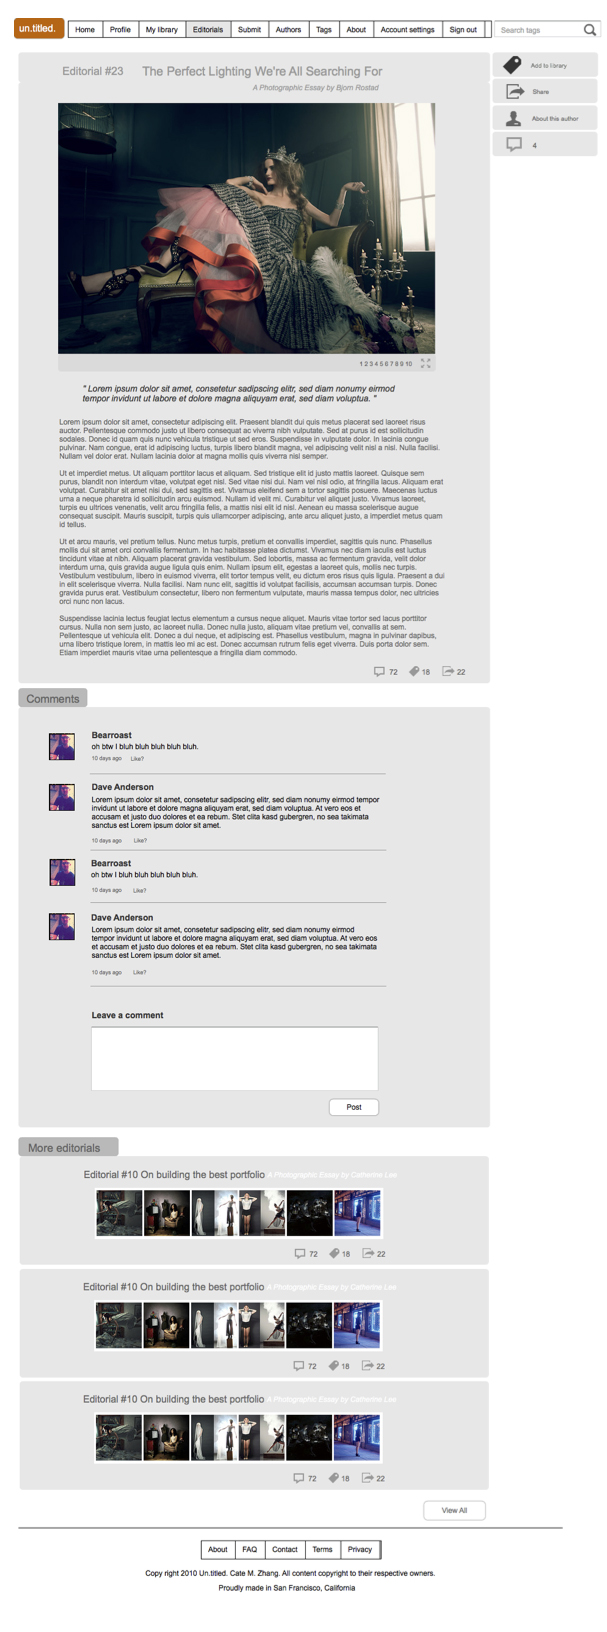 un.titled.
Home Profile My library Editorials Submit Authors Tags About Account settings Sign out
Search tags
Editorial #23 The Perfect Lighting We're All Searching For
A Photographic Essay by Bjorn Rostad
Add to library
Share
About this author
4
1 2 3 4 5 6 7 8 9 10
" Lorem ipsum dolor sit amet, consetetur sadipscing elitr, sed diam nonumy eirmod
tempor invidunt ut labore et dolore magna aliquyam erat, sed diam voluptua. "
Lorem ipsum dolor sit amet, consectetur adipiscing elit. Praesent blandit dui quis metus placerat sed laoreet risus
auctor. Pellentesque commodo justo ut libero consequat ac viverra nibh vulputate. Sed at purus id est sollicitudin
sodales. Donec id quam quis nunc vehicula tristique ut sed eros. Suspendisse in vulputate dolor. In lacinia congue
pulvinar. Nam congue, erat id adipiscing luctus, turpis libero blandit magna, vel adipiscing velit nisl a nisl. Nulla facilisi.
Nullam vel dolor erat. Nullam lacinia dolor at magna mollis quis viverra nisl semper.
Ut et imperdiet metus. Ut aliquam porttitor lacus et aliquam. Sed tristique elit id justo mattis laoreet. Quisque sem
purus, blandit non interdum vitae, volutpat eget nisl. Sed vitae nisi dui. Nam vel nisl odio, at fringilla lacus. Aliquam erat
volutpat. Curabitur sit amet nisi dui, sed sagittis est. Vivamus eleifend sem a tortor sagittis posuere. Maecenas luctus
urna a neque pharetra id sollicitudin arcu euismod. Nullam id velit mi. Curabitur vel aliquet justo. Vivamus laoreet,
turpis eu ultrices venenatis, velit arcu fringilla felis, a mattis nisi elit id nisl. Aenean eu massa scelerisque augue
consequat suscipit. Mauris suscipit, turpis quis ullamcorper adipiscing, ante arcu aliquet justo, a imperdiet metus quam
id tellus.
Ut et arcu mauris, vel pretium tellus. Nunc metus turpis, pretium et convallis imperdiet, sagittis quis nunc. Phasellus
mollis dui sit amet orci convallis fermentum. In hac habitasse platea dictumst. Vivamus nec diam iaculis est luctus
tincidunt vitae at nibh. Aliquam placerat gravida vestibulum. Sed lobortis, massa ac fermentum gravida, velit dolor
interdum urna, quis gravida augue ligula quis enim. Nullam ipsum elit, egestas a laoreet quis, mollis nec turpis.
Vestibulum vestibulum, libero in euismod viverra, elit tortor tempus velit, eu dictum eros risus quis ligula. Praesent a dui
in elit scelerisque viverra. Nulla facilisi. Nam nunc elit, sagittis id volutpat facilisis, accumsan accumsan turpis. Donec
gravida purus erat. Vestibulum consectetur, libero non fermentum vulputate, mauris massa tempus dolor, nec ultricies
orci nunc non lacus.
Suspendisse lacinia lectus feugiat lectus elementum a cursus neque aliquet. Mauris vitae tortor sed lacus porttitor
cursus. Nulla non sem justo, ac laoreet nulla. Donec nulla justo, aliquam vitae pretium vel, convallis at sem.
Pellentesque ut vehicula elit. Donec a dui neque, et adipiscing est. Phasellus vestibulum, magna in pulvinar dapibus,
urna libero tristique lorem, in mattis leo mi ac est. Donec accumsan rutrum felis eget viverra. Duis porta dolor sem.
Etiam imperdiet mauris vitae urna pellentesque a fringilla diam commodo.
72 18 22
Comments
Bearroast
oh btw I bluh bluh bluh bluh bluh.
10 days ago Like?
Dave Anderson
Lorem ipsum dolor sit amet, consetetur sadipscing elitr, sed diam nonumy eirmod tempor
invidunt ut labore et dolore magna aliquyam erat, sed diam voluptua. At vero eos et
accusam et justo duo dolores et ea rebum. Stet clita kasd gubergren, no sea takimata
sanctus est Lorem ipsum dolor sit amet.
10 days ago Like?
Bearroast
oh btw I bluh bluh bluh bluh bluh.
10 days ago Like?
Dave Anderson
Lorem ipsum dolor sit amet, consetetur sadipscing elitr, sed diam nonumy eirmod
tempor invidunt ut labore et dolore magna aliquyam erat, sed diam voluptua. At vero eos
et accusam et justo duo dolores et ea rebum. Stet clita kasd gubergren, no sea takimata
sanctus est Lorem ipsum dolor sit amet.
10 days ago Like?
Leave a comment
Post
More editorials
Editorial #10 On building the best portfolio A Photographic Essay by Catherine Lee
72 18 22
Editorial #10 On building the best portfolio A Photographic Essay by Catherine Lee
72 18 22
Editorial #10 On building the best portfolio A Photographic Essay by Catherine Lee
72 18 22
View All
About FAQ Contact Terms Privacy
Copy right 2010 Un.titled. Cate M. Zhang. All content copyright to their respective owners.
Proudly made in San Francisco, California